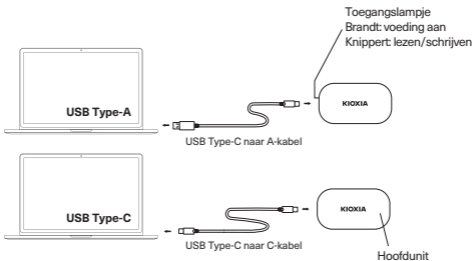 Toegangslampje
Brandt: voeding aan
Knippert: lezen/schrijven
USB Type-A
KIOXIA
USB Type-C naar A-kabel
USB Type-C
KIOXIA
USB Type-C naar C-kabel
Hoofdunit